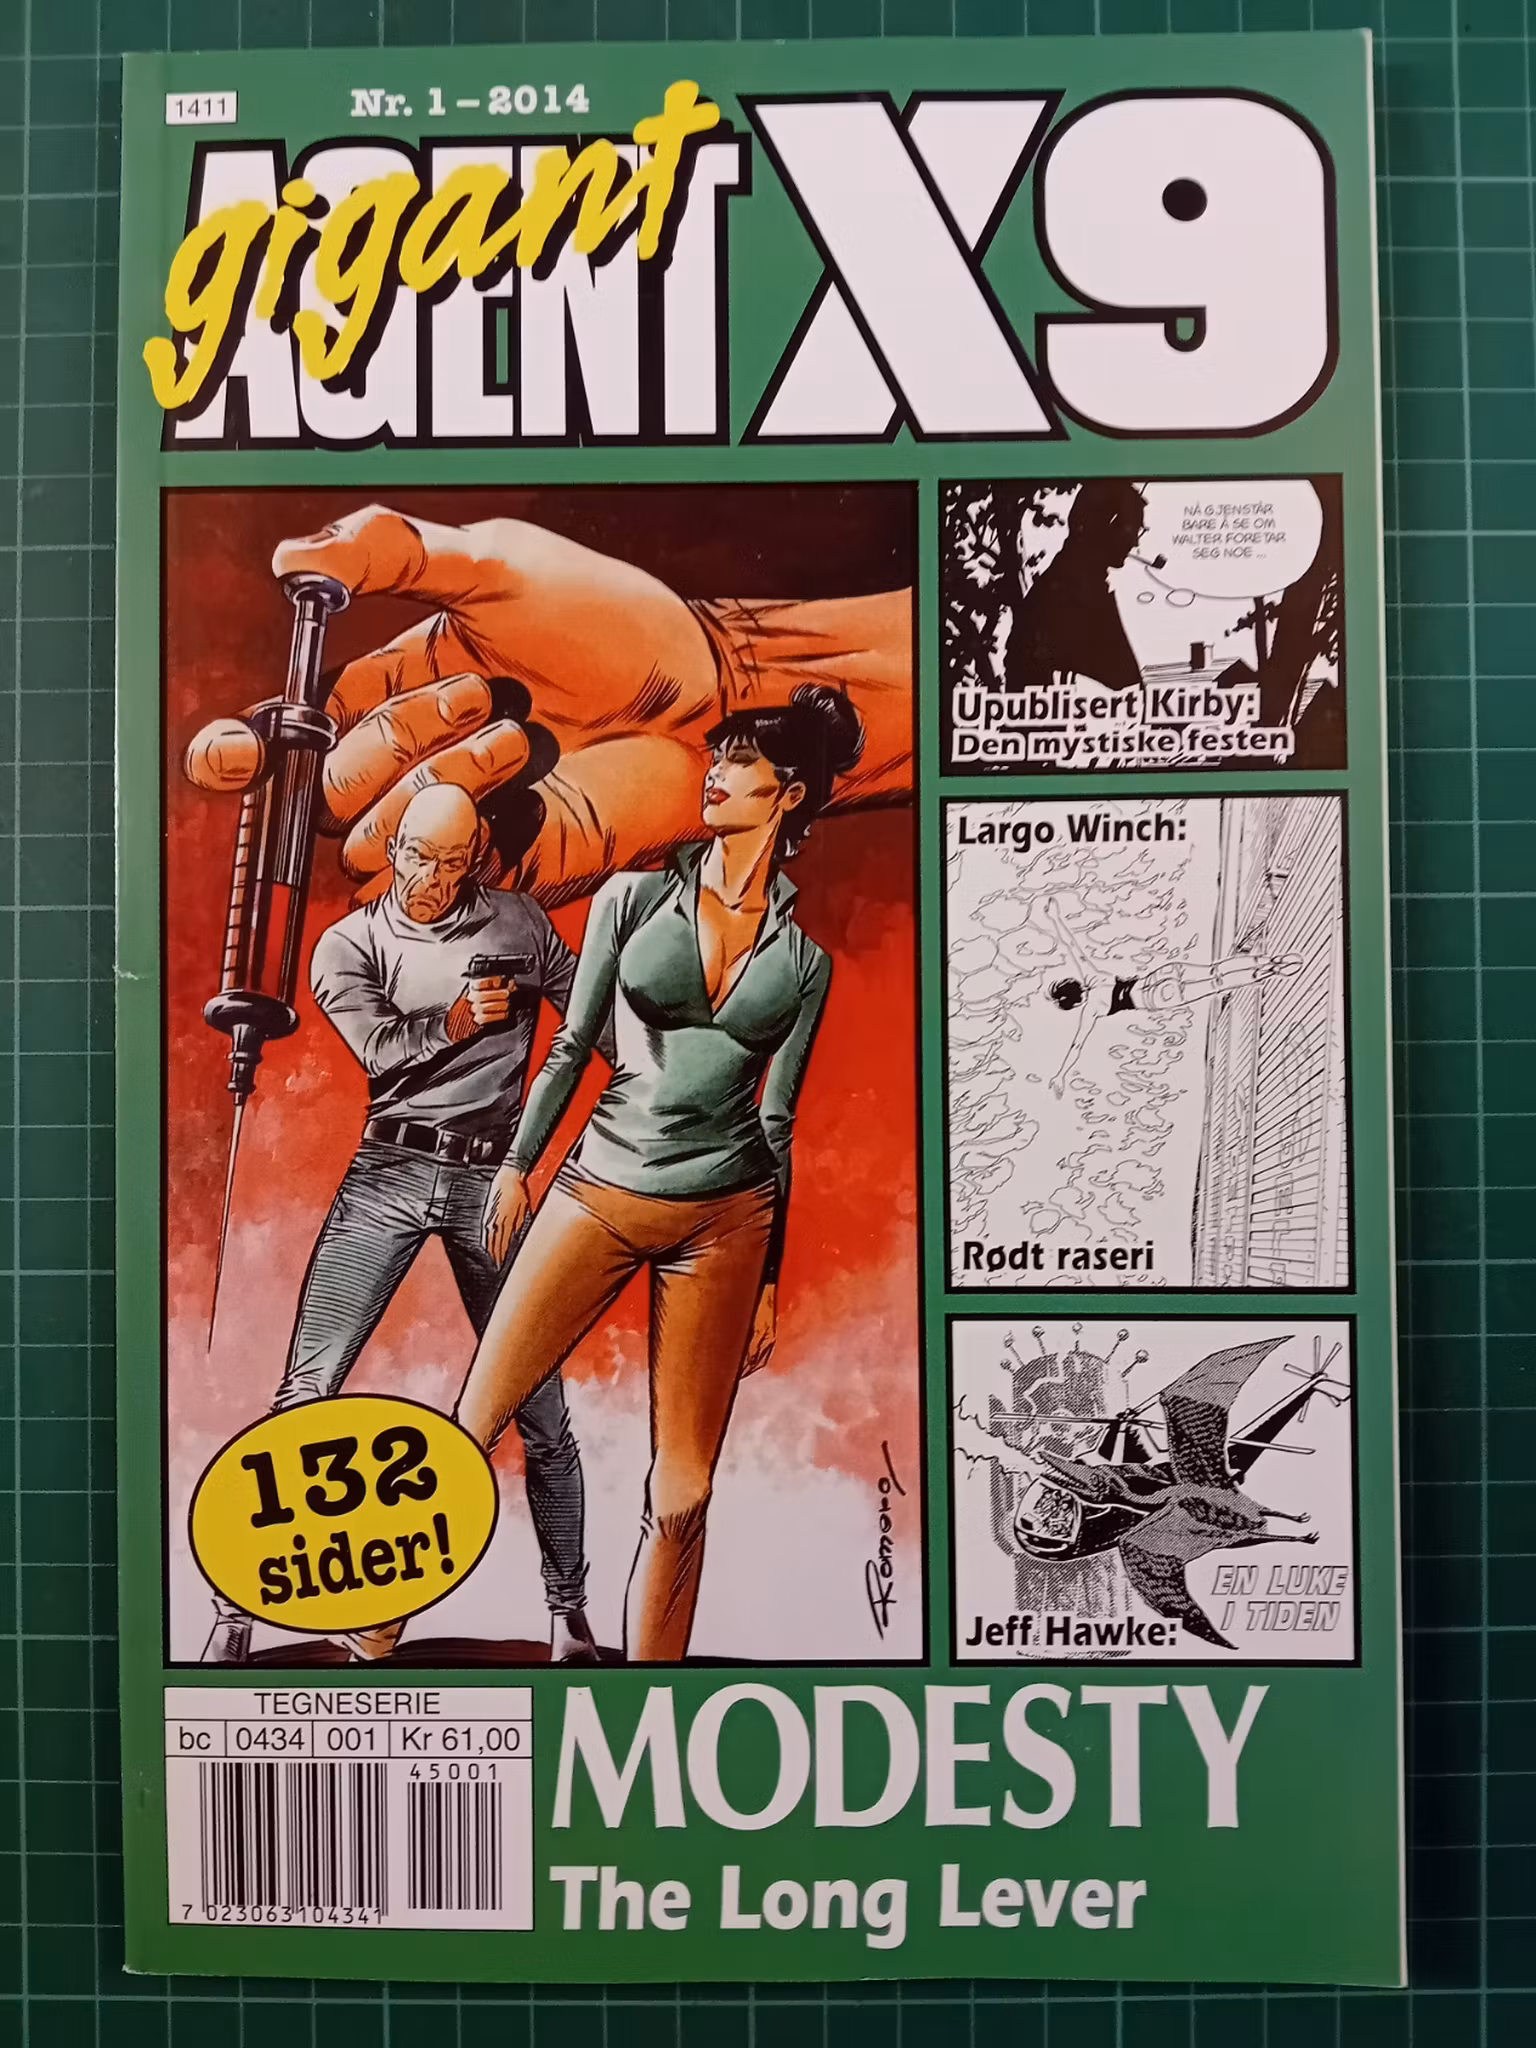 1411
Nr. 1 – 2014
gigant
AGENT X9
NÅ GJENSTÅR
BARE Å SE OM
WALTER FORETAR
SEG NOE ...
Upublisert Kirby:
Den mystiske festen
Largo Winch:
Rødt raseri
EN LUKE
I TIDEN
Jeff Hawke:
132
sider!
Romero
TEGNESERIE
bc 0434 001 Kr 61,00
45001
7 023063 104341
MODESTY
The Long Lever